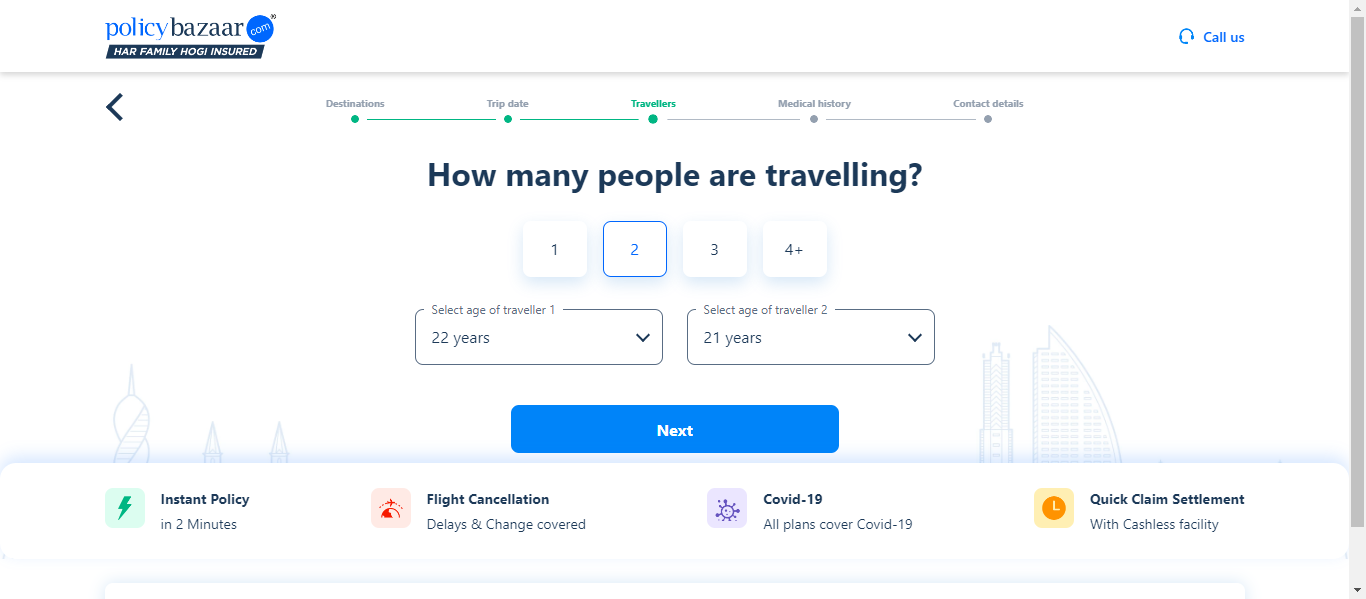 policybazaar.com®
HAR FAMILY HOGI INSURED
Call us
Destinations
Trip date
Travellers
Medical history
Contact details
How many people are travelling?
1
2
3
4+
Select age of traveller 1
22 years
Select age of traveller 2
21 years
Next
Instant Policy
in 2 Minutes
Flight Cancellation
Delays & Change covered
Covid-19
All plans cover Covid-19
Quick Claim Settlement
With Cashless facility